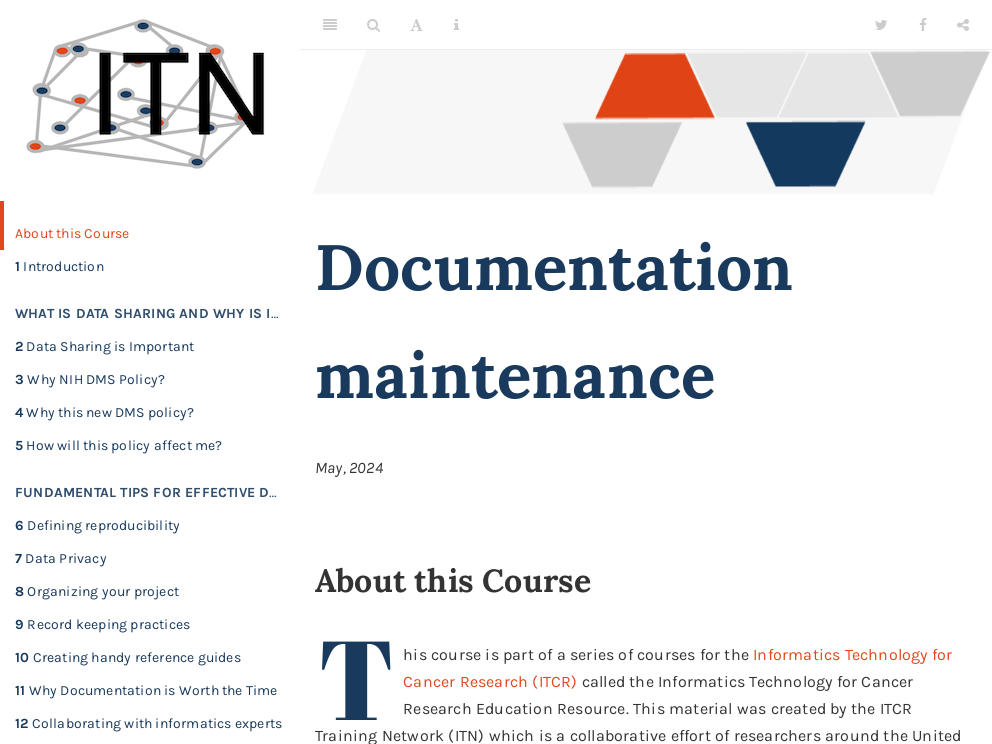 ITN
About this Course
1 Introduction
WHAT IS DATA SHARING AND WHY IS I…
2 Data Sharing is Important
3 Why NIH DMS Policy?
4 Why this new DMS policy?
5 How will this policy affect me?
FUNDAMENTAL TIPS FOR EFFECTIVE D…
6 Defining reproducibility
7 Data Privacy
8 Organizing your project
9 Record keeping practices
10 Creating handy reference guides
11 Why Documentation is Worth the Time
12 Collaborating with informatics experts
Documentation
maintenance
May, 2024
About this Course
This course is part of a series of courses for the Informatics Technology for
Cancer Research (ITCR) called the Informatics Technology for Cancer
Research Education Resource. This material was created by the ITCR
Training Network (ITN) which is a collaborative effort of researchers around the United